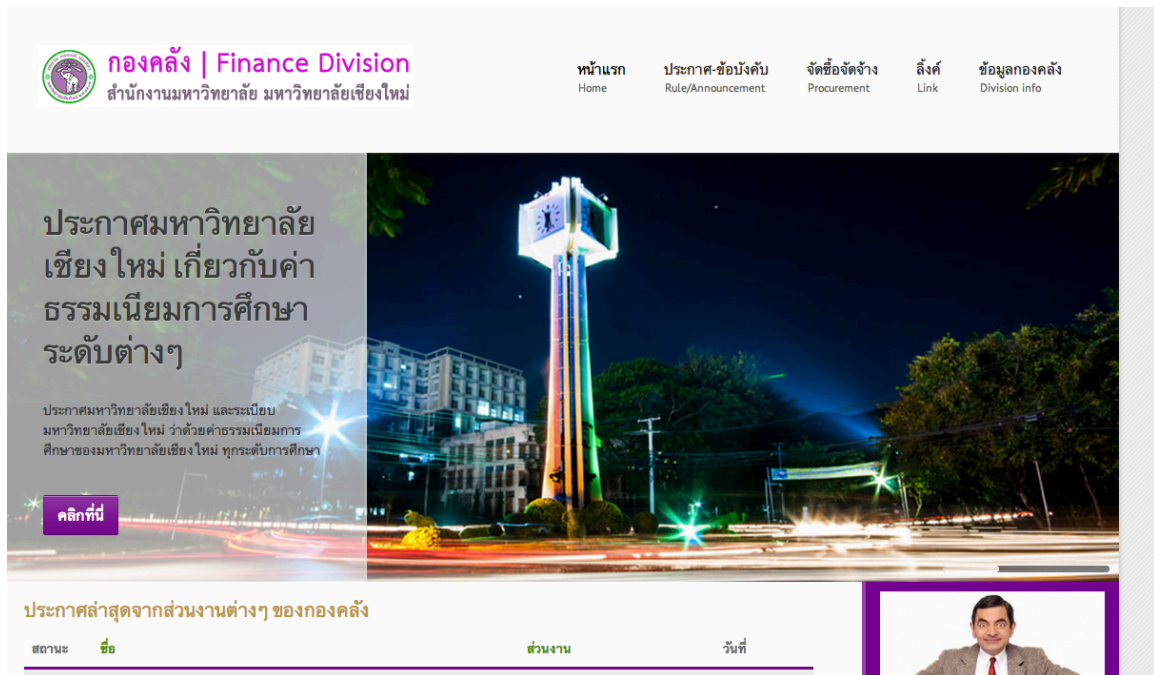 กองคลัง | Finance Division
สำนักงานมหาวิทยาลัย มหาวิทยาลัยเชียงใหม่
หน้าแรก
Home
ประกาศ-ข้อบังคับ
Rule/Announcement
จัดซื้อจัดจ้าง
Procurement
ลิ้งค์
Link
ข้อมูลกองคลัง
Division info
ประกาศมหาวิทยาลัย
เชียงใหม่ เกี่ยวกับค่า
ธรรมเนียมการศึกษา
ระดับต่างๆ
ประกาศมหาวิทยาลัยเชียงใหม่ และระเบียบ
มหาวิทยาลัยเชียงใหม่ ว่าด้วยค่าธรรมเนียมการ
ศึกษาของมหาวิทยาลัยเชียงใหม่ ทุกระดับการศึกษา
คลิกที่นี่
ประกาศล่าสุดจากส่วนงานต่างๆ ของกองคลัง
สถานะ ชื่อ ส่วนงาน วันที่